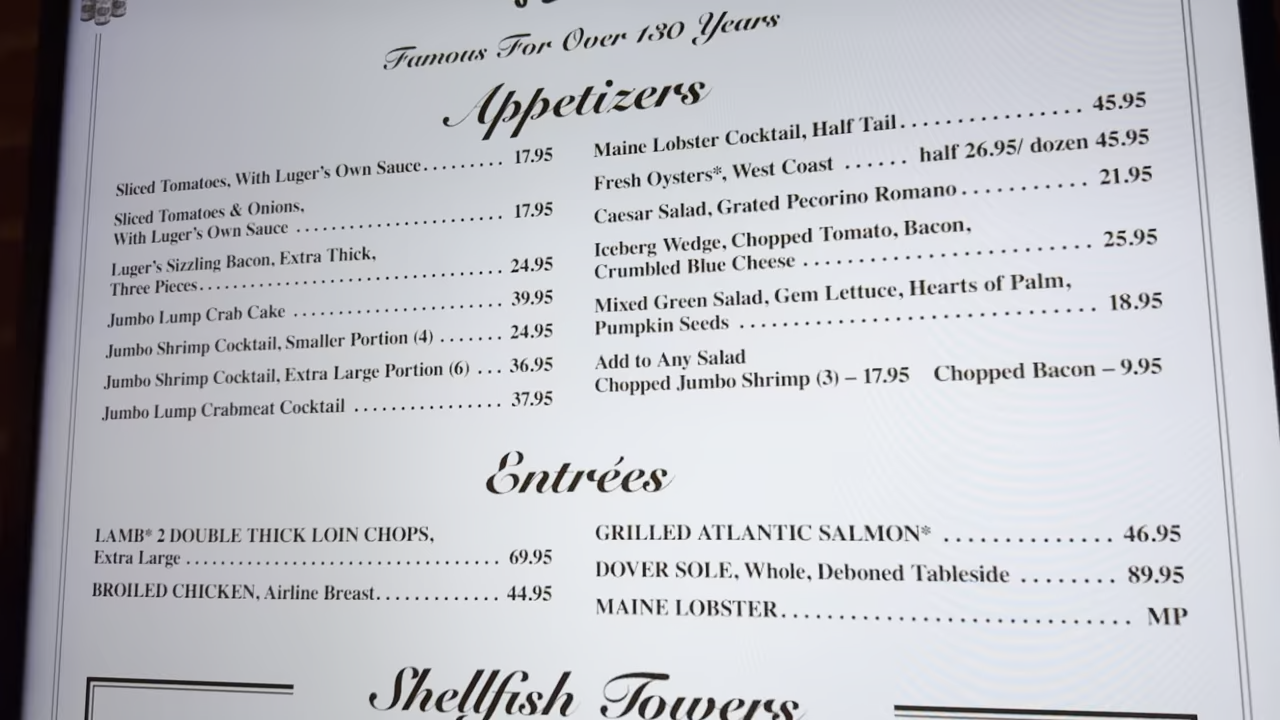 Famous For Over 130 Years
Appetizers
Sliced Tomatoes, With Luger's Own Sauce......... 17.95
Sliced Tomatoes & Onions,
With Luger's Own Sauce ........................ 17.95
Luger's Sizzling Bacon, Extra Thick,
Three Pieces................................... 24.95
Jumbo Lump Crab Cake ........................ 39.95
Jumbo Shrimp Cocktail, Smaller Portion (4) ....... 24.95
Jumbo Shrimp Cocktail, Extra Large Portion (6) ... 36.95
Jumbo Lump Crabmeat Cocktail ................. 37.95
Maine Lobster Cocktail, Half Tail................ 45.95
Fresh Oysters*, West Coast ...... half 26.95/ dozen 45.95
Caesar Salad, Grated Pecorino Romano........... 21.95
Iceberg Wedge, Chopped Tomato, Bacon,
Crumbled Blue Cheese ......................... 25.95
Mixed Green Salad, Gem Lettuce, Hearts of Palm,
Pumpkin Seeds ................................ 18.95
Add to Any Salad
Chopped Jumbo Shrimp (3) – 17.95 Chopped Bacon – 9.95
Entrées
LAMB* 2 DOUBLE THICK LOIN CHOPS,
Extra Large ................................... 69.95
BROILED CHICKEN, Airline Breast............. 44.95
GRILLED ATLANTIC SALMON* .............. 46.95
DOVER SOLE, Whole, Deboned Tableside ........ 89.95
MAINE LOBSTER............................. MP
Shellfish Towers